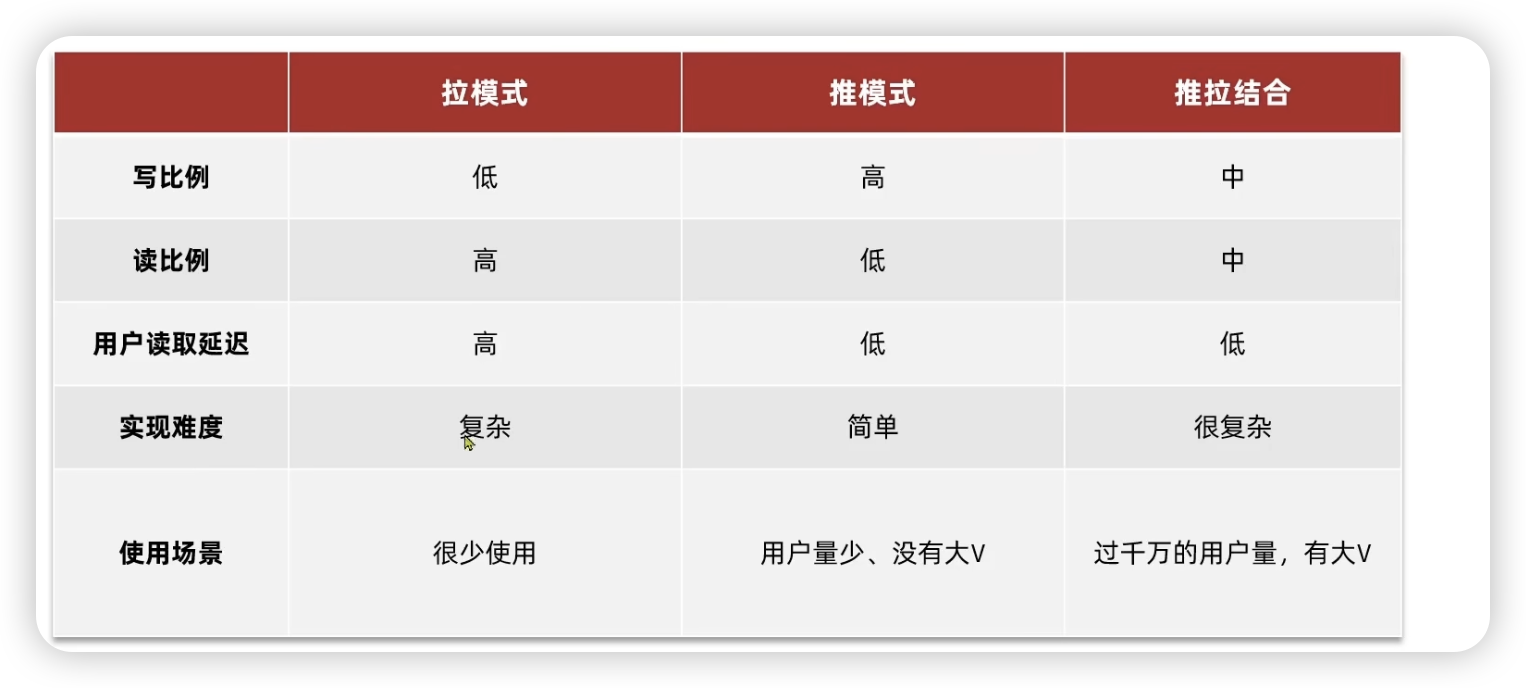 拉模式 推模式 推拉结合
写比例 低 高 中
读比例 高 低 中
用户读取延迟 高 低 低
实现难度 复杂 简单 很复杂
使用场景 很少使用 用户量少、没有大V 过千万的用户量，有大V